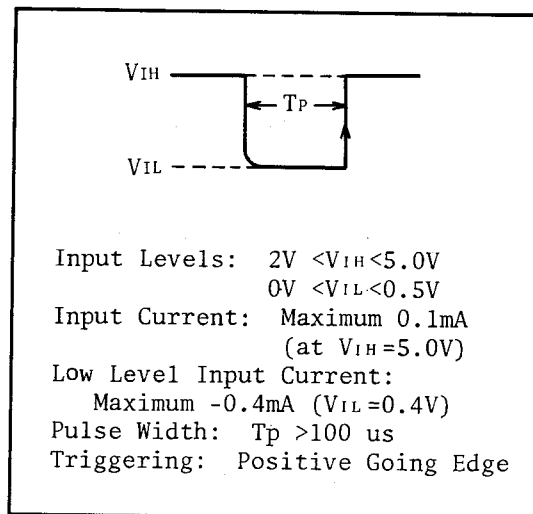 VIH
TP
VIL
Input Levels: 2V <VIH<5.0V
0V <VIL<0.5V
Input Current: Maximum 0.1mA
(at VIH=5.0V)
Low Level Input Current:
Maximum -0.4mA (VIL=0.4V)
Pulse Width: Tp >100 us
Triggering: Positive Going Edge